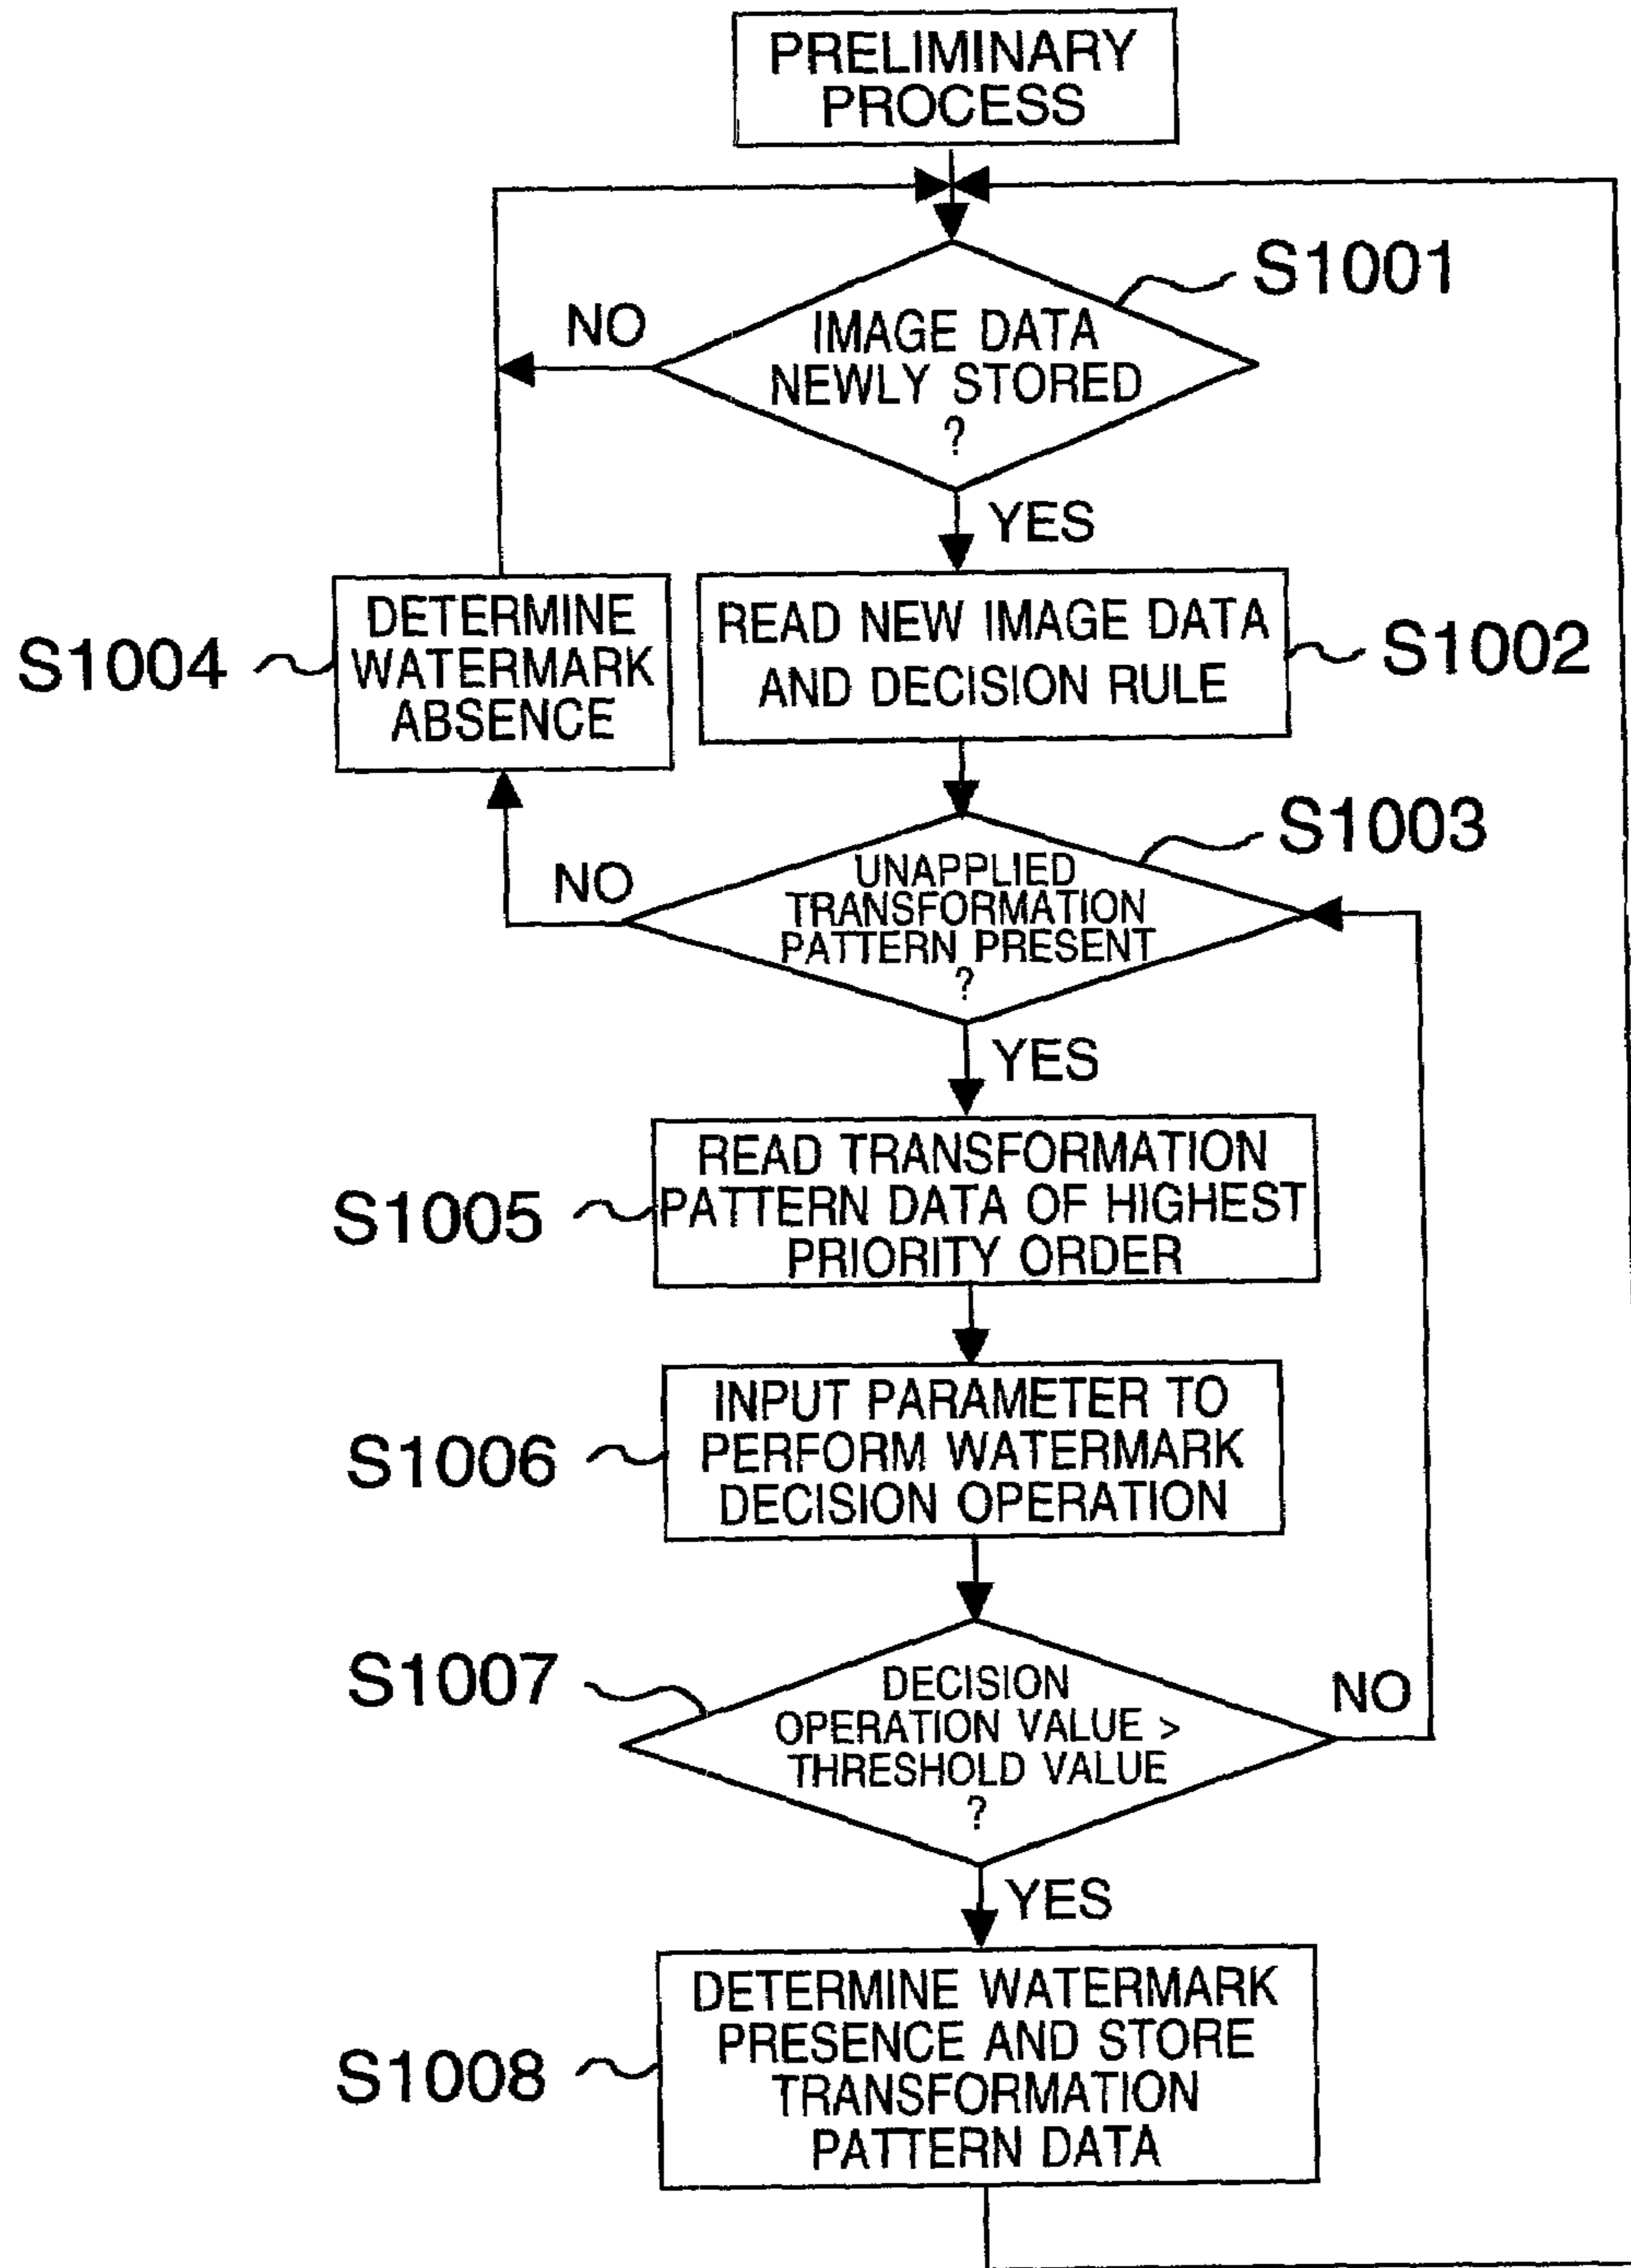 PRELIMINARY
PROCESS
S1001
NO
IMAGE DATA
NEWLY STORED
?
YES
S1004
DETERMINE
WATERMARK
ABSENCE
READ NEW IMAGE DATA
AND DECISION RULE
S1002
S1003
NO
UNAPPLIED
TRANSFORMATION
PATTERN PRESENT
?
YES
S1005
READ TRANSFORMATION
PATTERN DATA OF HIGHEST
PRIORITY ORDER
S1006
INPUT PARAMETER TO
PERFORM WATERMARK
DECISION OPERATION
S1007
DECISION
OPERATION VALUE >
THRESHOLD VALUE
?
NO
YES
S1008
DETERMINE WATERMARK
PRESENCE AND STORE
TRANSFORMATION
PATTERN DATA